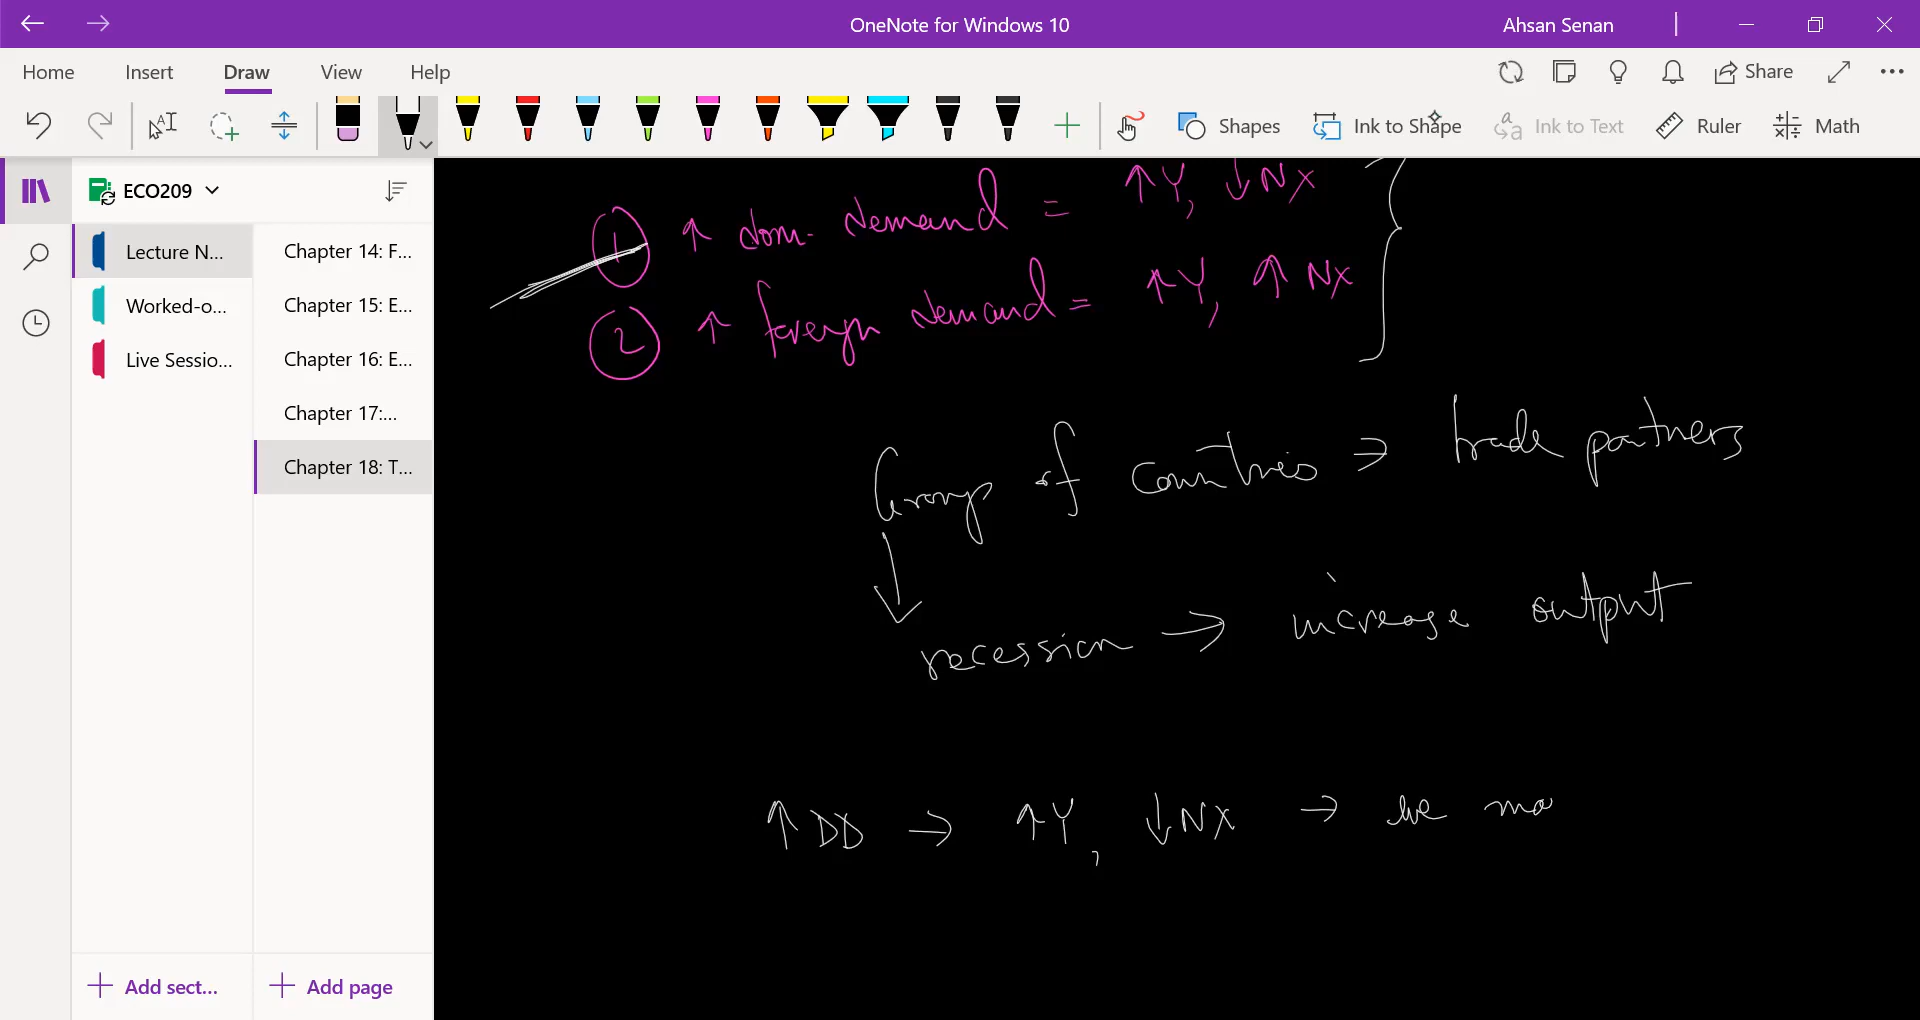 OneNote for Windows 10
Ahsan Senan
Home Insert Draw View Help
Share
Shapes Ink to Shape Ink to Text Ruler Math
ECO209
Lecture N...
Worked-o...
Live Sessio...
Chapter 14: F...
Chapter 15: E...
Chapter 16: E...
Chapter 17:...
Chapter 18: T...
① ↑ dom. demand = ↑Y, ↓NX
② ↑ foreign demand = ↑Y, ↑NX
Group of countries → trade partners
↓
recession → increase output
↑DD → ↑Y, ↓NX → mo
+ Add sect...
+ Add page